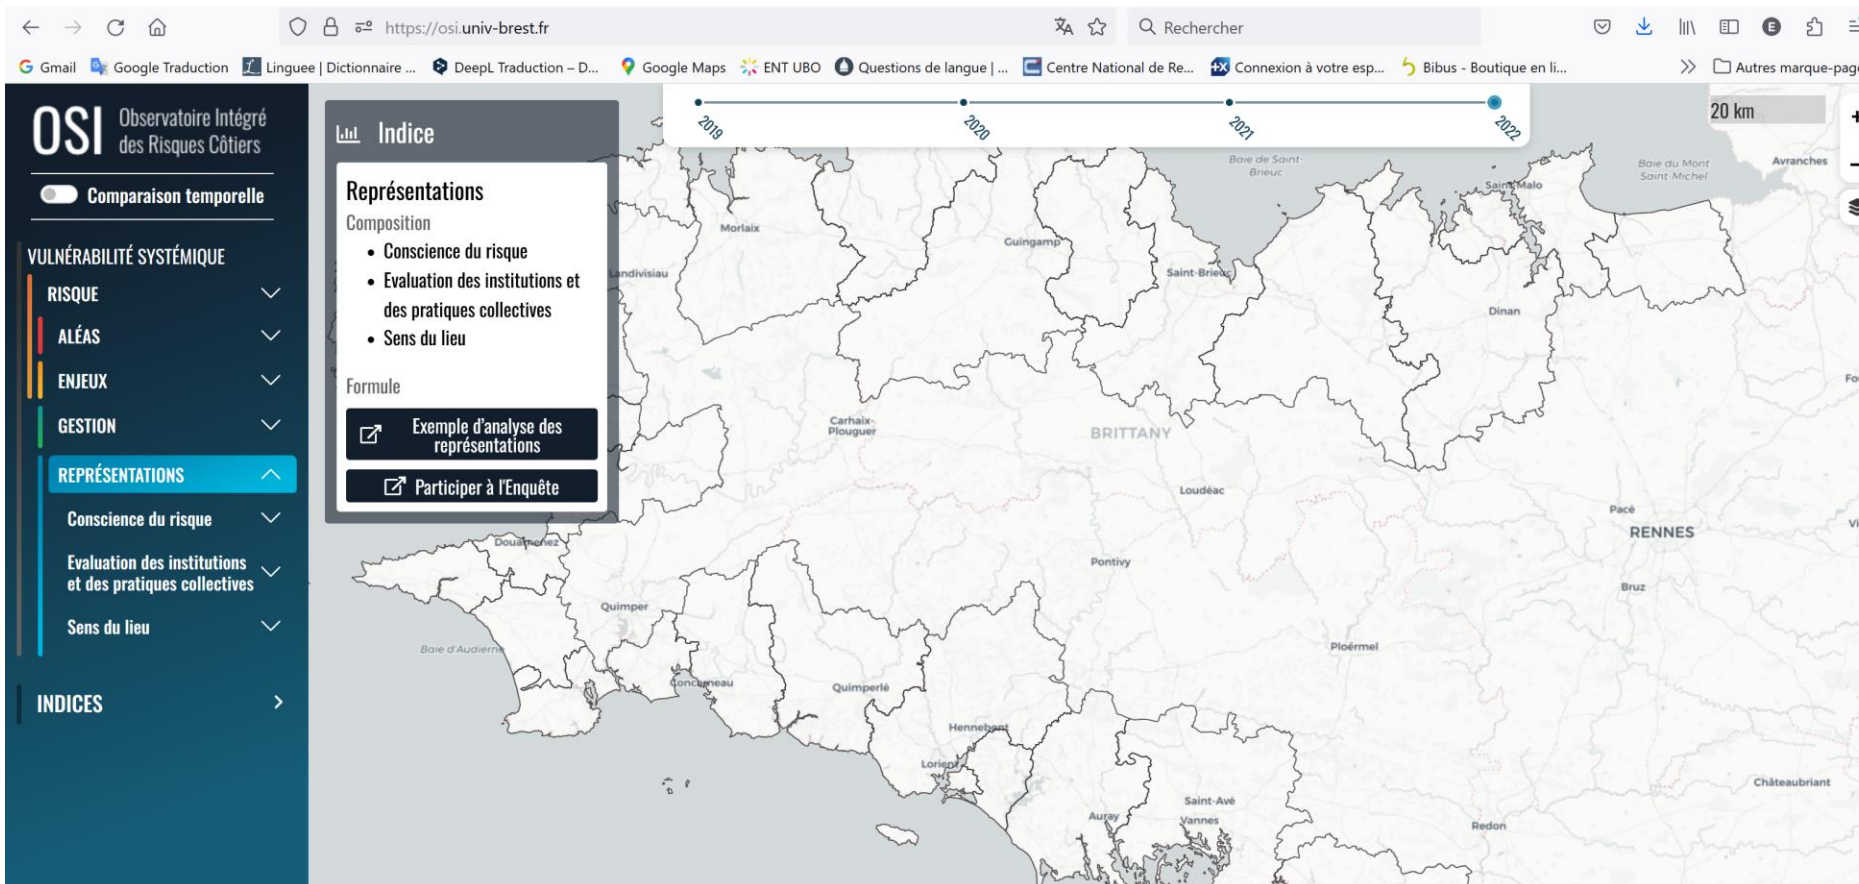 https://osi.univ-brest.fr
Rechercher
Gmail
Google Traduction
Linguee | Dictionnaire ...
DeepL Traduction – D...
Google Maps
ENT UBO
Questions de langue | ...
Centre National de Re...
Connexion à votre esp...
Bibus - Boutique en li...
Autres marque-page
OSI
Observatoire Intégré
des Risques Côtiers
Comparaison temporelle
VULNÉRABILITÉ SYSTÉMIQUE
RISQUE
ALÉAS
ENJEUX
GESTION
REPRÉSENTATIONS
Conscience du risque
Evaluation des institutions
et des pratiques collectives
Sens du lieu
INDICES
Indice
Représentations
Composition
• Conscience du risque
• Evaluation des institutions et
des pratiques collectives
• Sens du lieu
Formule
Exemple d'analyse des
représentations
Participer à l'Enquête
2019
2020
2021
2022
20 km
Baie de Saint-
Brieuc
Saint-Malo
Baie du Mont
Saint-Michel
Avranches
Morlaix
Guingamp
Landivisiau
Saint-Brieuc
Dinan
Carhaix-
Plouguer
BRITTANY
Loudéac
Pacé
RENNES
Bruz
Douarnenez
Pontivy
Quimper
Baie d'Audierne
Ploërmel
Concarneau
Quimperlé
Hennebont
Lorient
Châteaubriant
Saint-Avé
Auray
Vannes
Redon